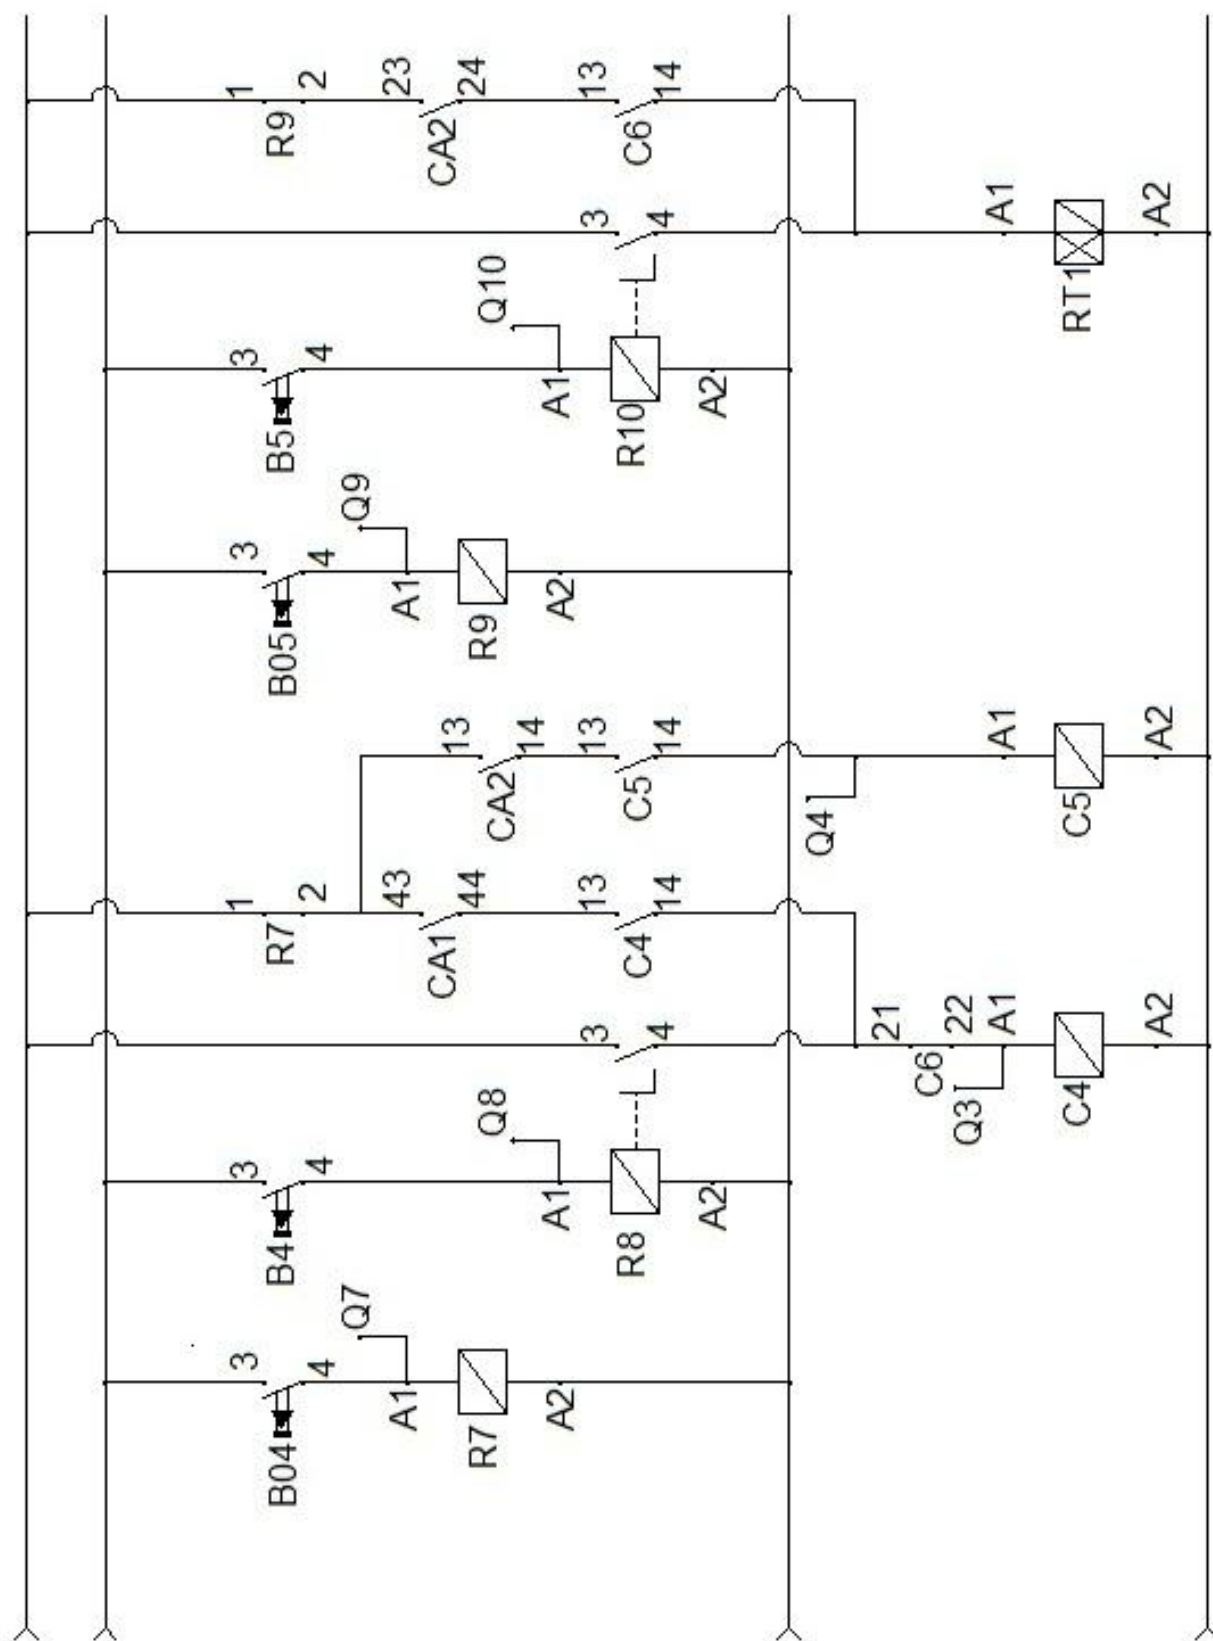 3 3 1 3 3 1
B04 B4 R7 B05 B5 R9
4 4 2 4 4 2
Q7 Q9
A1 43 A1 23
CA1 13 CA2
R7 Q8 44 R9 Q10 24
CA2
14
A2 A1 A2 A1
3 13 13 3 13
R8 C4 C5 R10 C6
4 14 14 4 14
A2 A2
Q4
21
C6
Q3 22
A1 A1 A1
C4 C5 RT1
A2 A2 A2